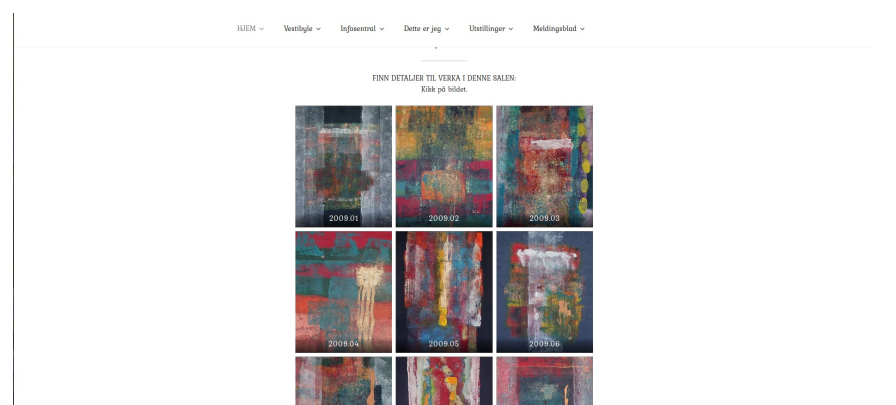 HJEM Vestibyle Infosentral Dette er jeg Utstillinger Meldingsblad
FINN DETALJER TIL VERKA I DENNE SALEN:
Kikk på bildet.
2009.01 2009.02 2009.03
2009.04 2009.05 2009.06